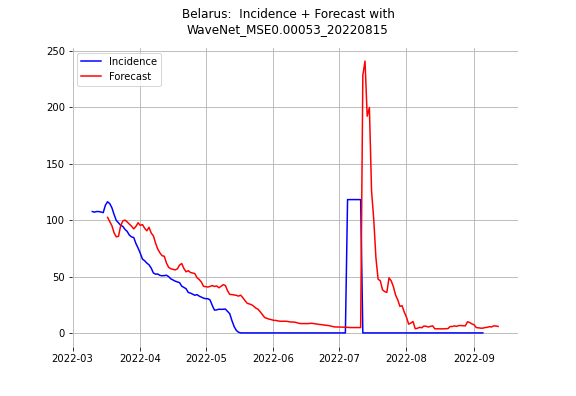 Belarus:  Incidence + Forecast with
WaveNet_MSE0.00053_20220815
Incidence
Forecast
250
200
150
100
50
0
2022-03 2022-04 2022-05 2022-06 2022-07 2022-08 2022-09